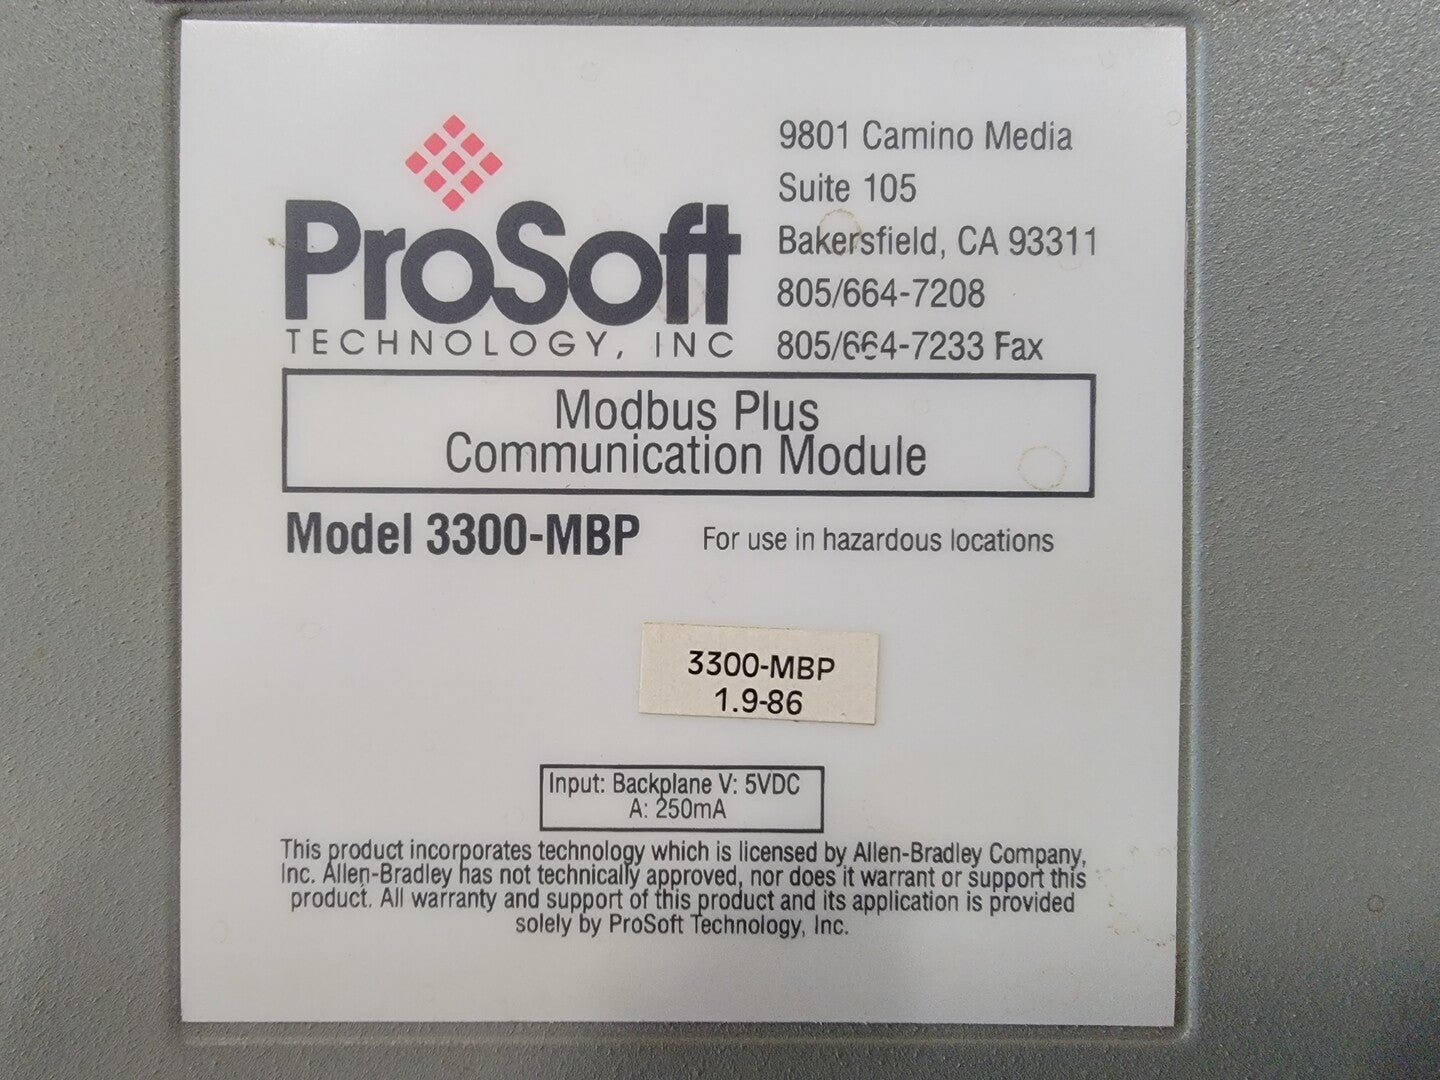 ProSoft
TECHNOLOGY, INC
9801 Camino Media
Suite 105
Bakersfield, CA 93311
805/664-7208
805/664-7233 Fax
Modbus Plus
Communication Module
Model 3300-MBP
For use in hazardous locations
3300-MBP
1.9-86
Input: Backplane V: 5VDC
A: 250mA
This product incorporates technology which is licensed by Allen-Bradley Company,
Inc. Allen-Bradley has not technically approved, nor does it warrant or support this
product. All warranty and support of this product and its application is provided
solely by ProSoft Technology, Inc.